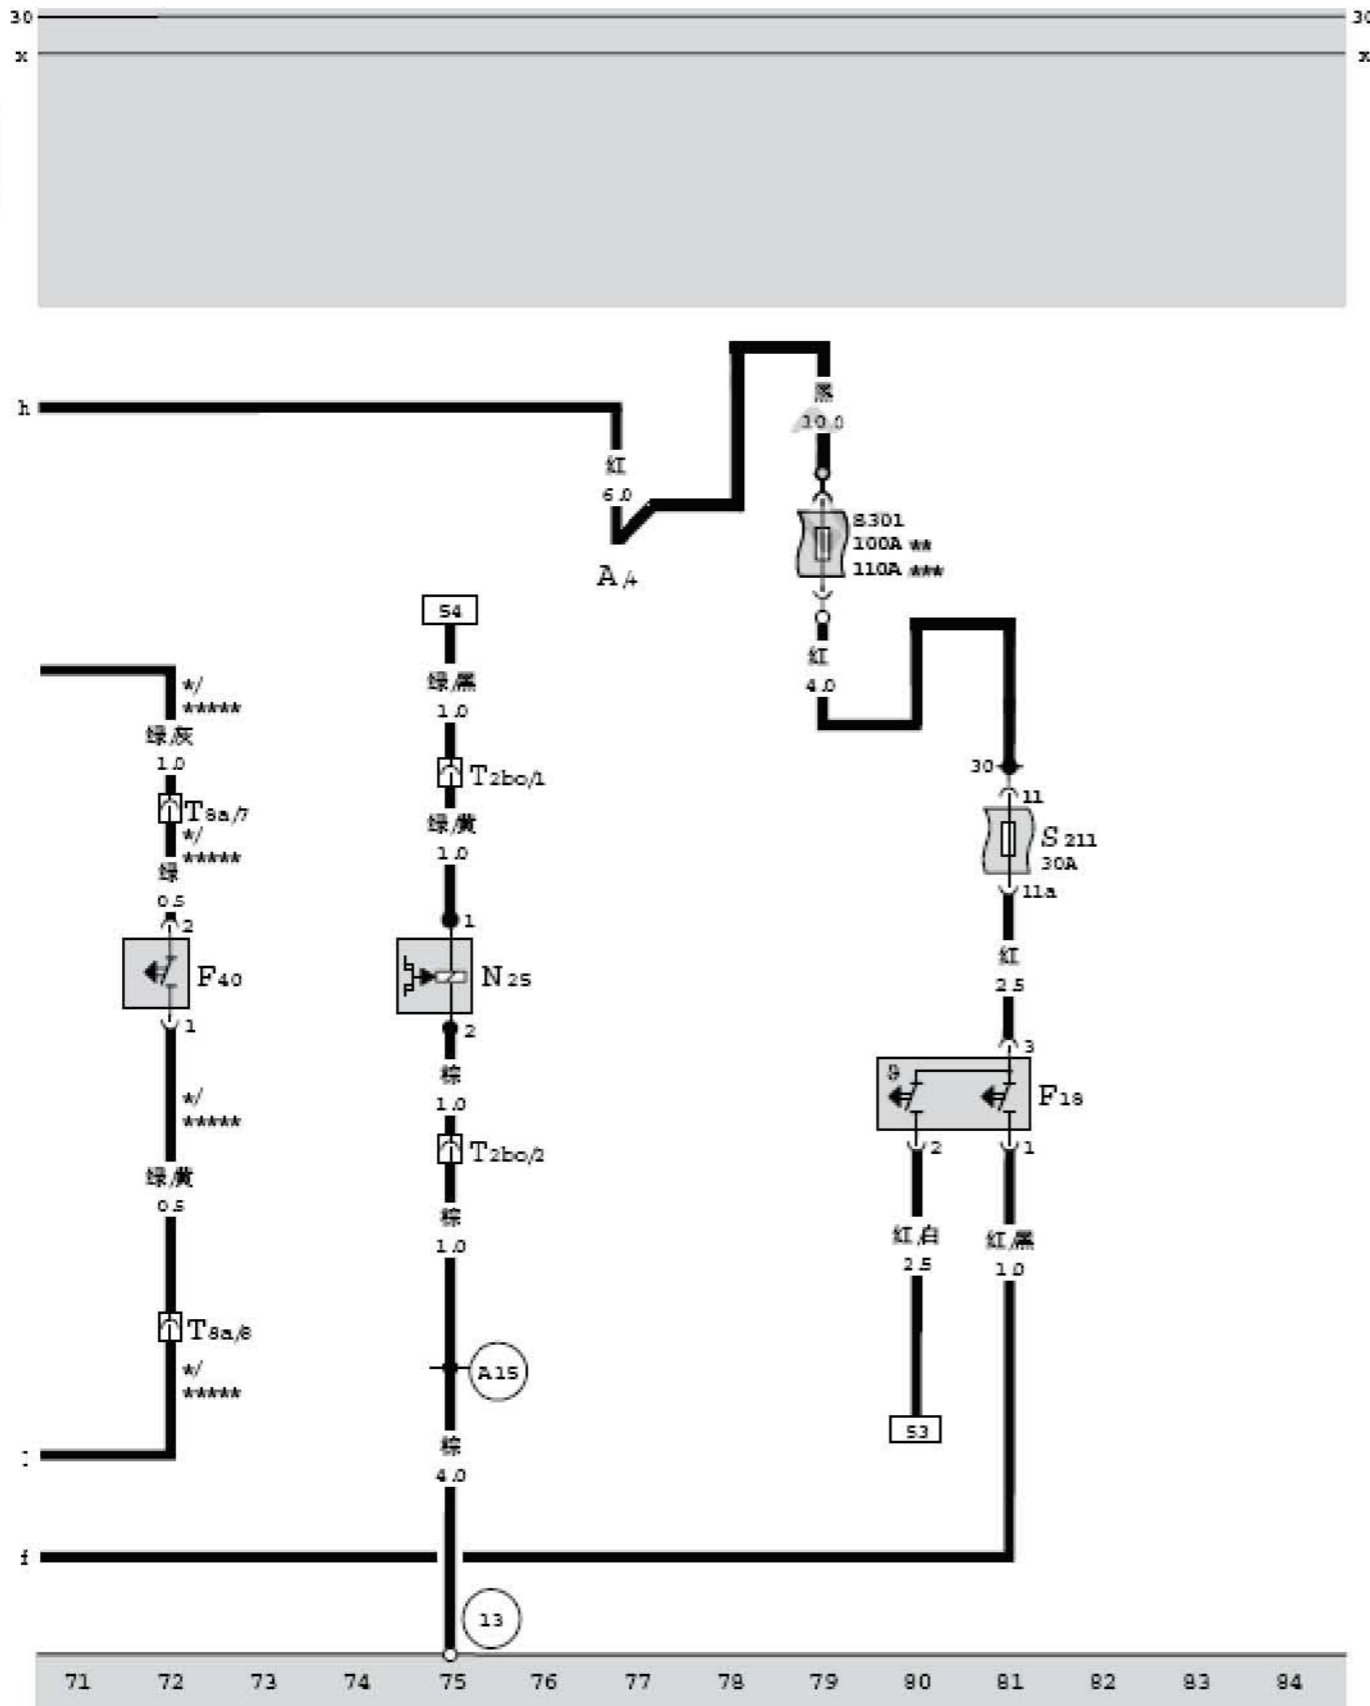 30
30
x
x
黑
h
红
6.0
S301
100A **
110A ***
A/4
54
红
4.0
绿/黑
1.0
*/
*****
绿/灰
1.0
30
T2bo/1
11
T8a/7
*/
*****
绿/黄
1.0
S211
30A
绿
0.5
11a
2
1
F40
N25
红
2.5
1
2
3
棕
1.0
9
F18
*/
*****
T2bo/2
2
1
绿/黄
0.5
棕
1.0
红/白
2.5
红/黑
1.0
T8a/8
*/
*****
A15
53
棕
4.0
f
13
71 72 73 74 75 76 77 78 79 80 81 82 83 84